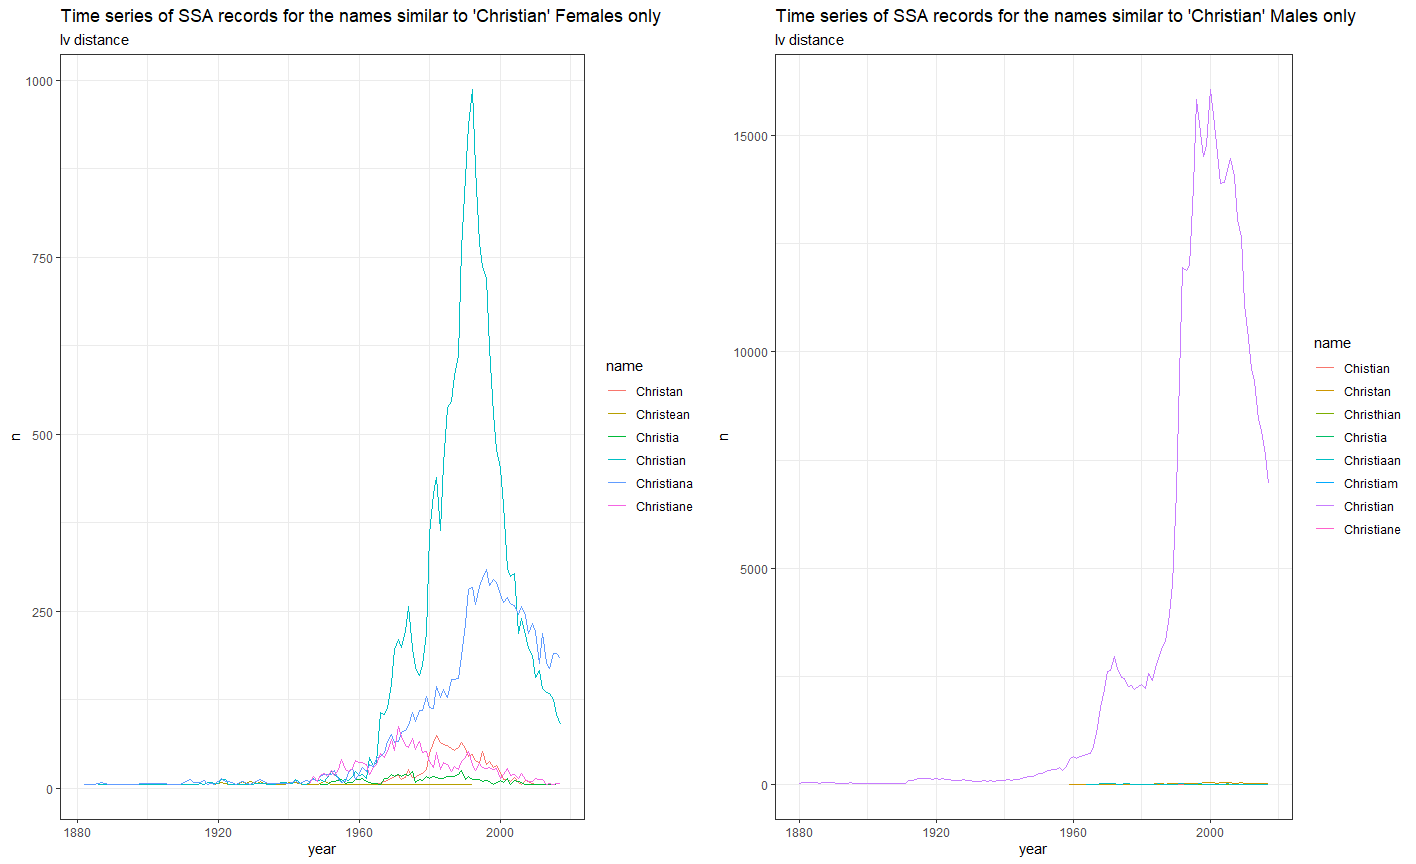 Time series of SSA records for the names similar to 'Christian' Females only
lv distance
1000
750
500
250
0
n
1880
1920
1960
2000
year
name
Christan
Christean
Christia
Christian
Christiana
Christiane
Time series of SSA records for the names similar to 'Christian' Males only
lv distance
15000
10000
5000
0
n
1880
1920
1960
2000
year
name
Chistian
Christan
Christhian
Christia
Christiaan
Christiam
Christian
Christiane